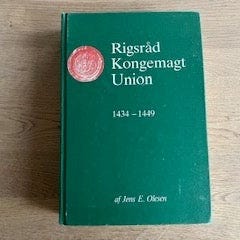 Rigsråd
Kongemagt
Union
1434-1449
af Jens E. Olesen